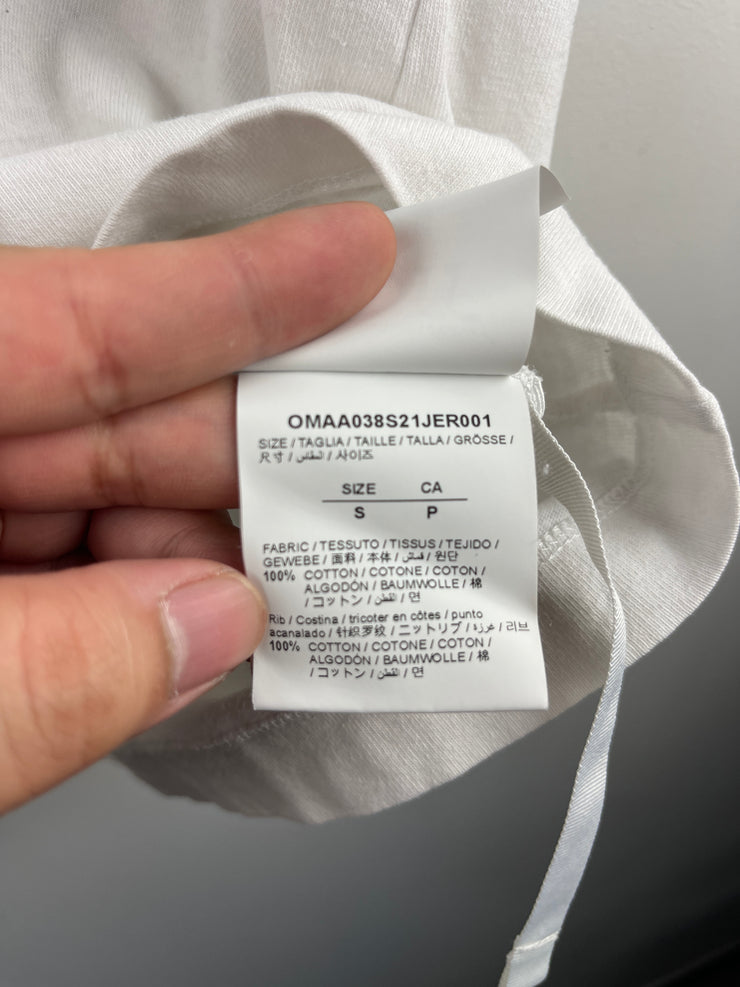 OMAA038S21JER001
SIZE / TAGLIA / TAILLE / TALLA / GRÖSSE /
尺寸 / المقاس / 사이즈
SIZE CA
S P
FABRIC / TESSUTO / TISSUS / TEJIDO /
GEWEBE / 面料 / 本体 / قماش / 원단
100% COTTON / COTONE / COTON /
ALGODÓN / BAUMWOLLE / 棉
/ コットン / القطن / 면
Rib / Costina / tricoter en côtes / punto
acanalado / 针织罗纹 / ニットリブ / غرزة / 리브
100% COTTON / COTONE / COTON /
ALGODÓN / BAUMWOLLE / 棉
/ コットン / القطن / 면